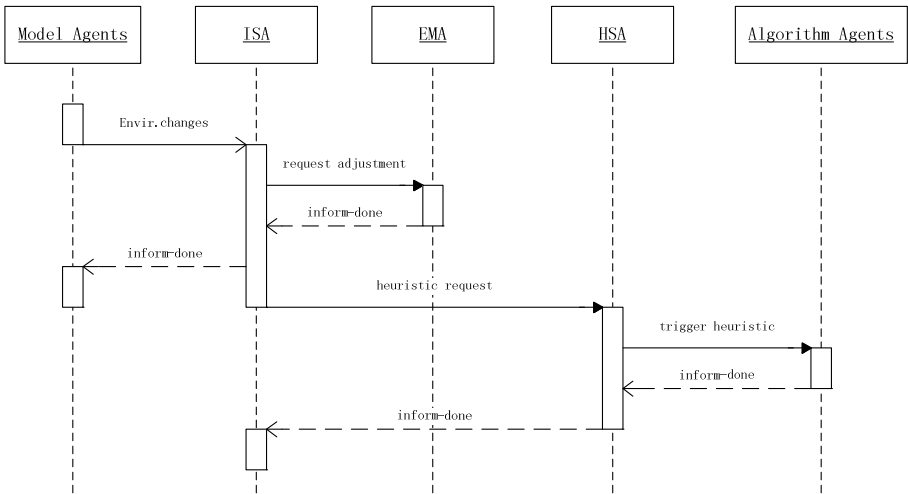 Model Agents
ISA
EMA
HSA
Algorithm Agents
Envir.changes
request adjustment
inform-done
inform-done
heuristic request
trigger heuristic
inform-done
inform-done